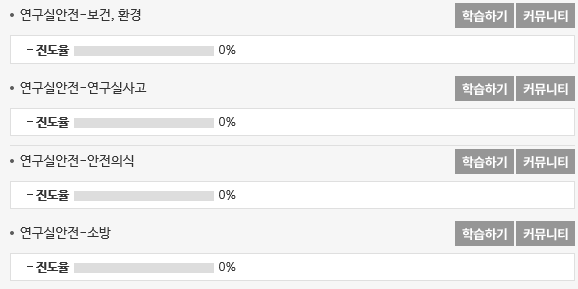 • 연구실안전-보건, 환경 학습하기 커뮤니티
- 진도율 0%
• 연구실안전-연구실사고 학습하기 커뮤니티
- 진도율 0%
• 연구실안전-안전의식 학습하기 커뮤니티
- 진도율 0%
• 연구실안전-소방 학습하기 커뮤니티
- 진도율 0%